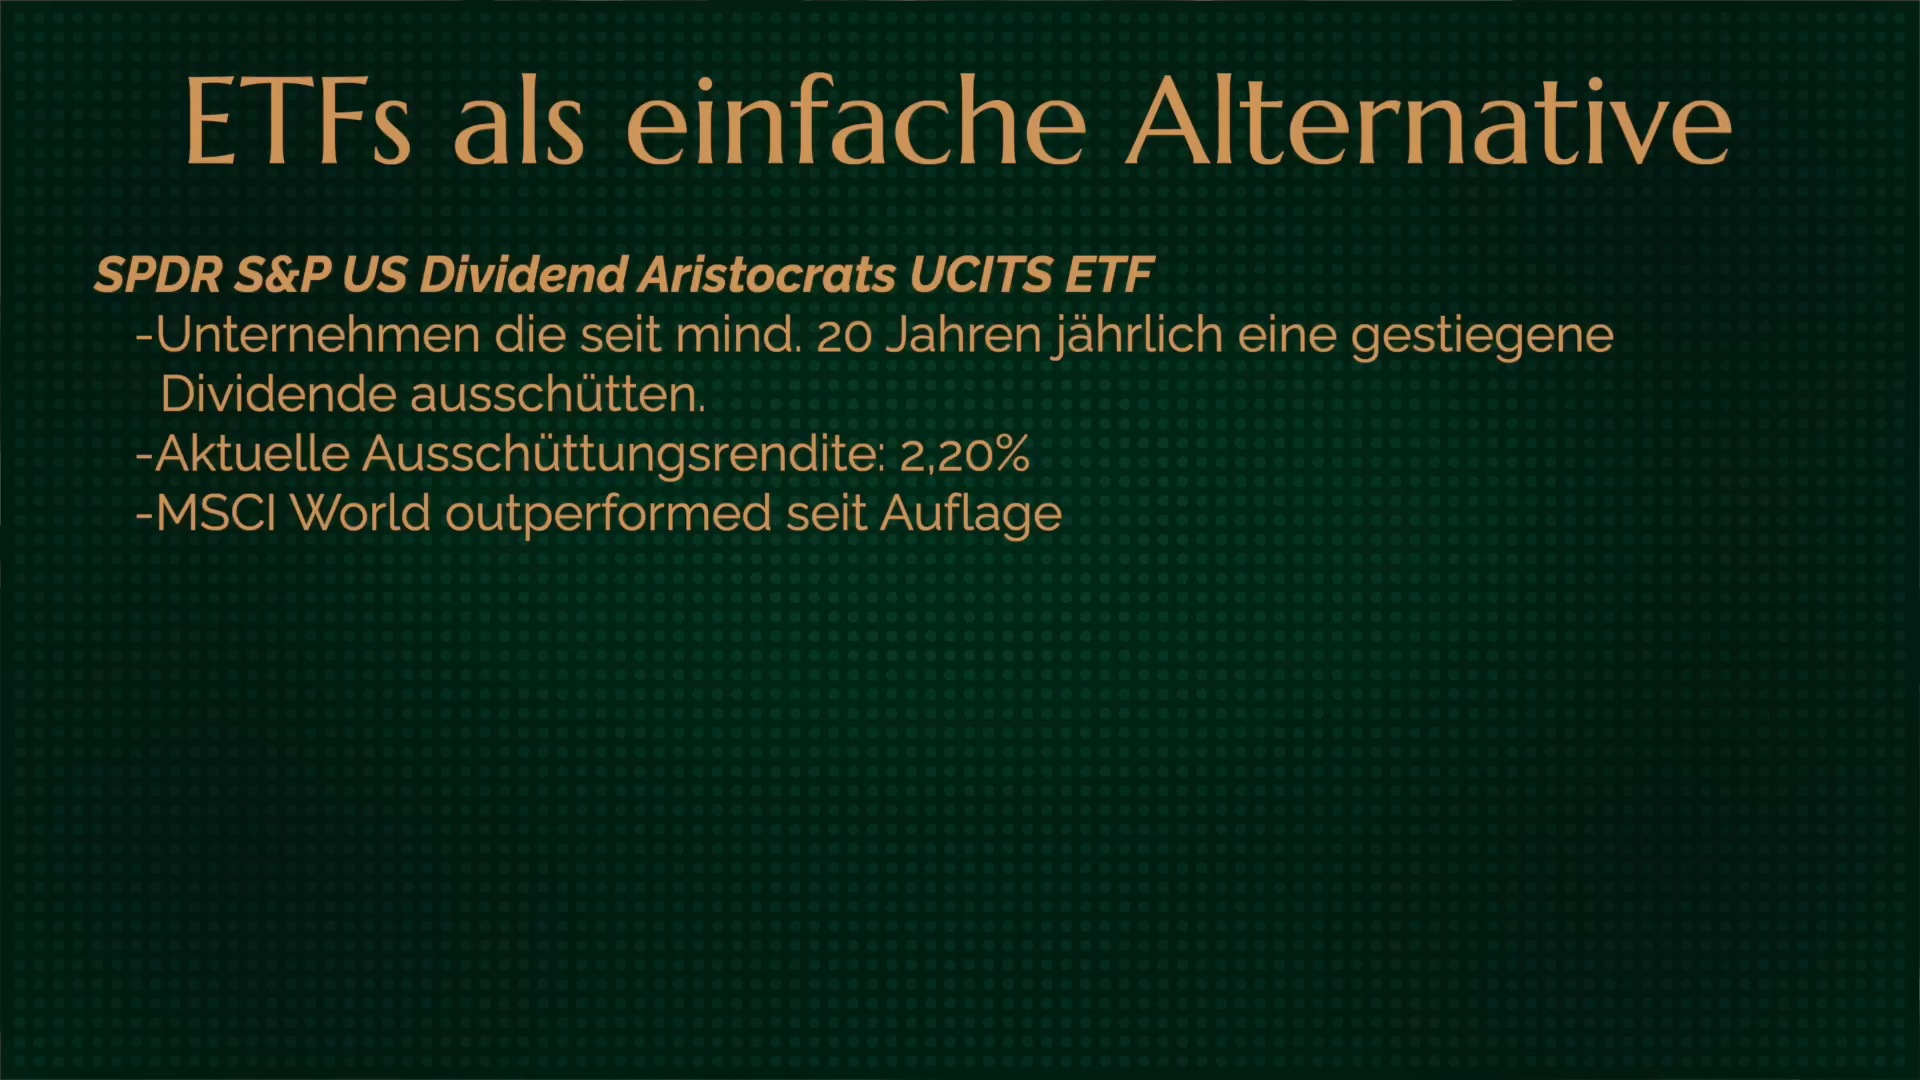 ETFs als einfache Alternative
SPDR S&P US Dividend Aristocrats UCITS ETF
-Unternehmen die seit mind. 20 Jahren jährlich eine gestiegene
Dividende ausschütten.
-Aktuelle Ausschüttungsrendite: 2,20%
-MSCI World outperformed seit Auflage